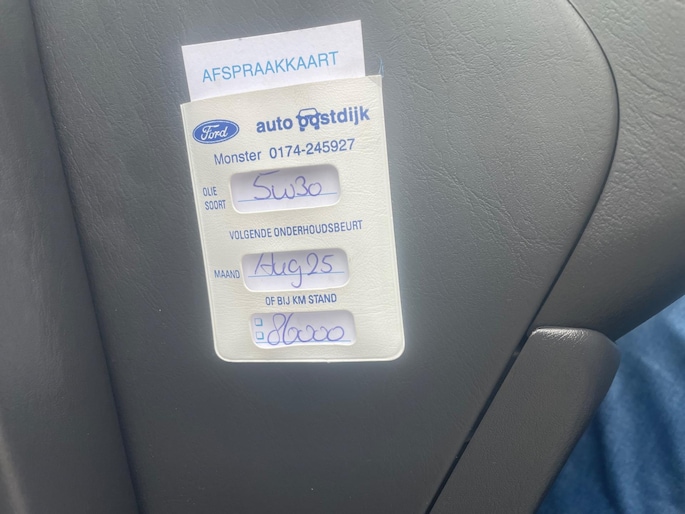 AFSPRAAKKAART
Ford
auto oostdijk
Monster 0174-245927
OLIE SOORT 5W30
VOLGENDE ONDERHOUDSBEURT
MAAND Aug 25
OF BIJ KM STAND
86000